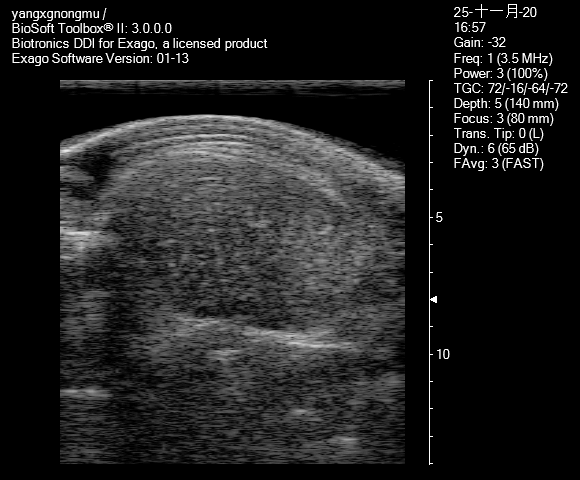 yangxgnongmu /
BioSoft Toolbox® II: 3.0.0.0
Biotronics DDI for Exago, a licensed product
Exago Software Version: 01-13
25-十一月-20
16:57
Gain: -32
Freq: 1 (3.5 MHz)
Power: 3 (100%)
TGC: 72/-16/-64/-72
Depth: 5 (140 mm)
Focus: 3 (80 mm)
Trans. Tip: 0 (L)
Dyn.: 6 (65 dB)
FAvg: 3 (FAST)
5
10